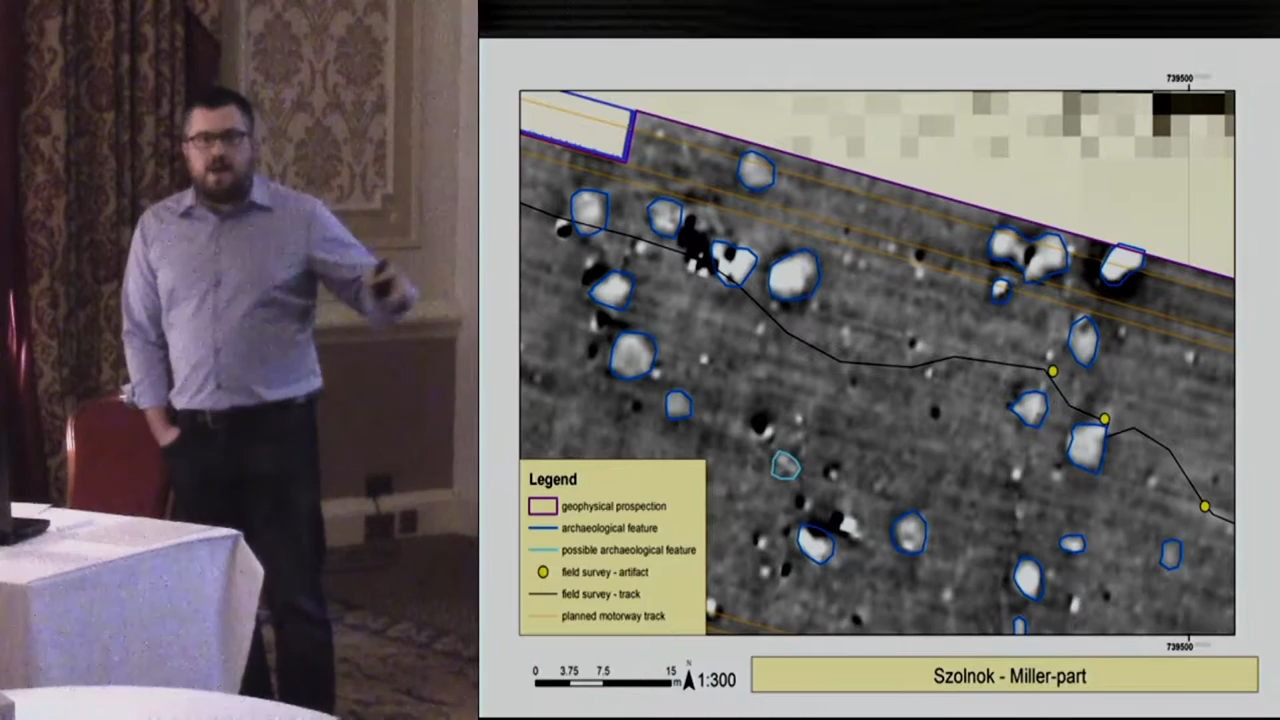 739500
Legend
geophysical prospection
archaeological feature
possible archaeological feature
field survey - artifact
field survey - track
planned motorway track
739500
0 3.75 7.5 15
m
N
1:300
Szolnok - Miller-part